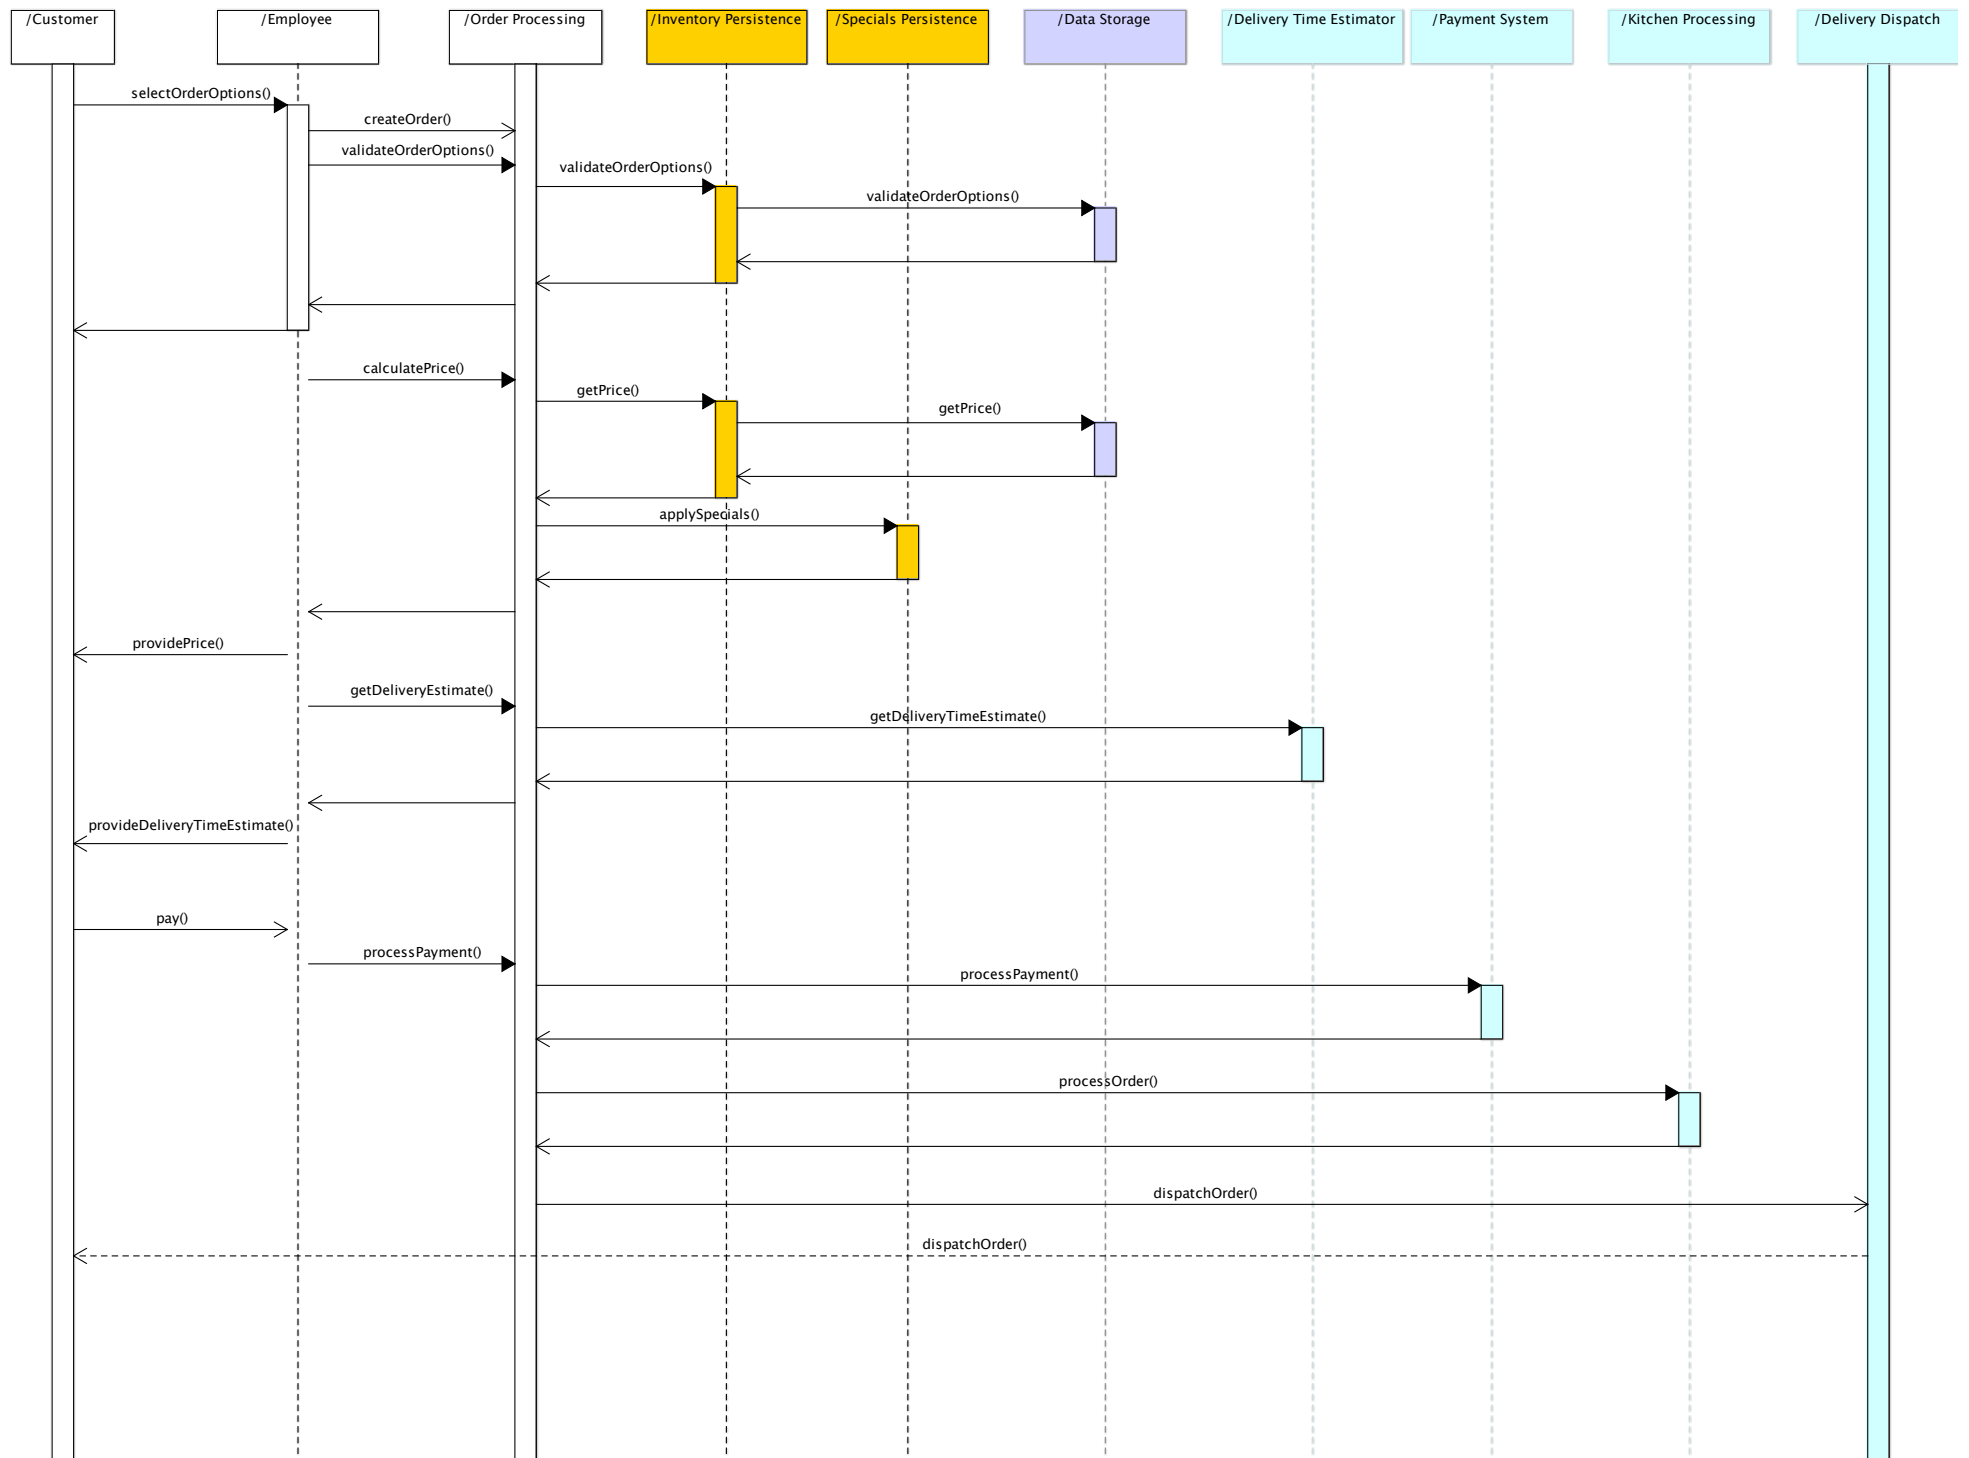 /Customer
/Employee
/Order Processing
/Inventory Persistence
/Specials Persistence
/Data Storage
/Delivery Time Estimator
/Payment System
/Kitchen Processing
/Delivery Dispatch
selectOrderOptions()
createOrder()
validateOrderOptions()
validateOrderOptions()
validateOrderOptions()
calculatePrice()
getPrice()
getPrice()
applySpecials()
providePrice()
getDeliveryEstimate()
getDeliveryTimeEstimate()
provideDeliveryTimeEstimate()
pay()
processPayment()
processPayment()
processOrder()
dispatchOrder()
dispatchOrder()